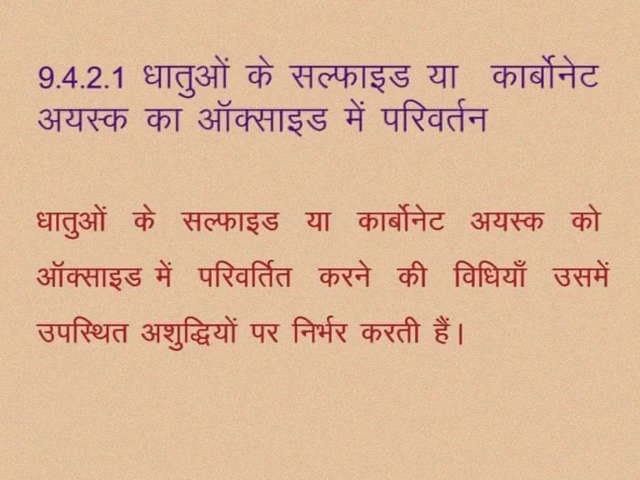 9.4.2.1 धातुओं के सल्फाइड या कार्बोनेट
अयस्क का ऑक्साइड में परिवर्तन
धातुओं के सल्फाइड या कार्बोनेट अयस्क को
ऑक्साइड में परिवर्तित करने की विधियाँ उसमें
उपस्थित अशुद्धियों पर निर्भर करती हैं।